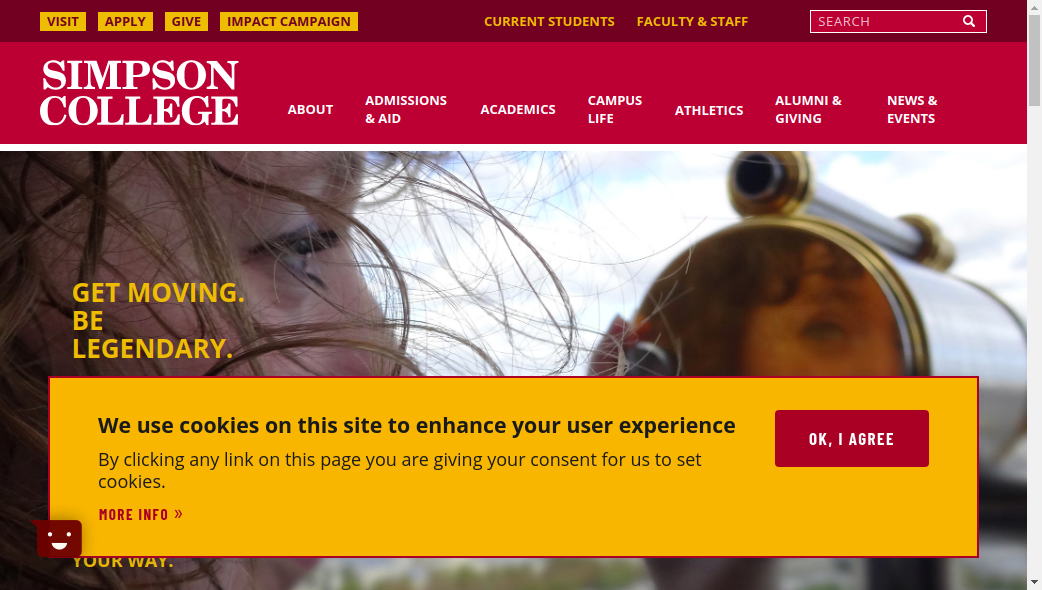 VISIT APPLY GIVE IMPACT CAMPAIGN CURRENT STUDENTS FACULTY & STAFF SEARCH
SIMPSON
COLLEGE
ABOUT
ADMISSIONS
& AID
ACADEMICS
CAMPUS
LIFE
ATHLETICS
ALUMNI &
GIVING
NEWS &
EVENTS
GET MOVING.
BE
LEGENDARY.
We use cookies on this site to enhance your user experience
By clicking any link on this page you are giving your consent for us to set
cookies.
MORE INFO »
OK, I AGREE
YOUR WAY.